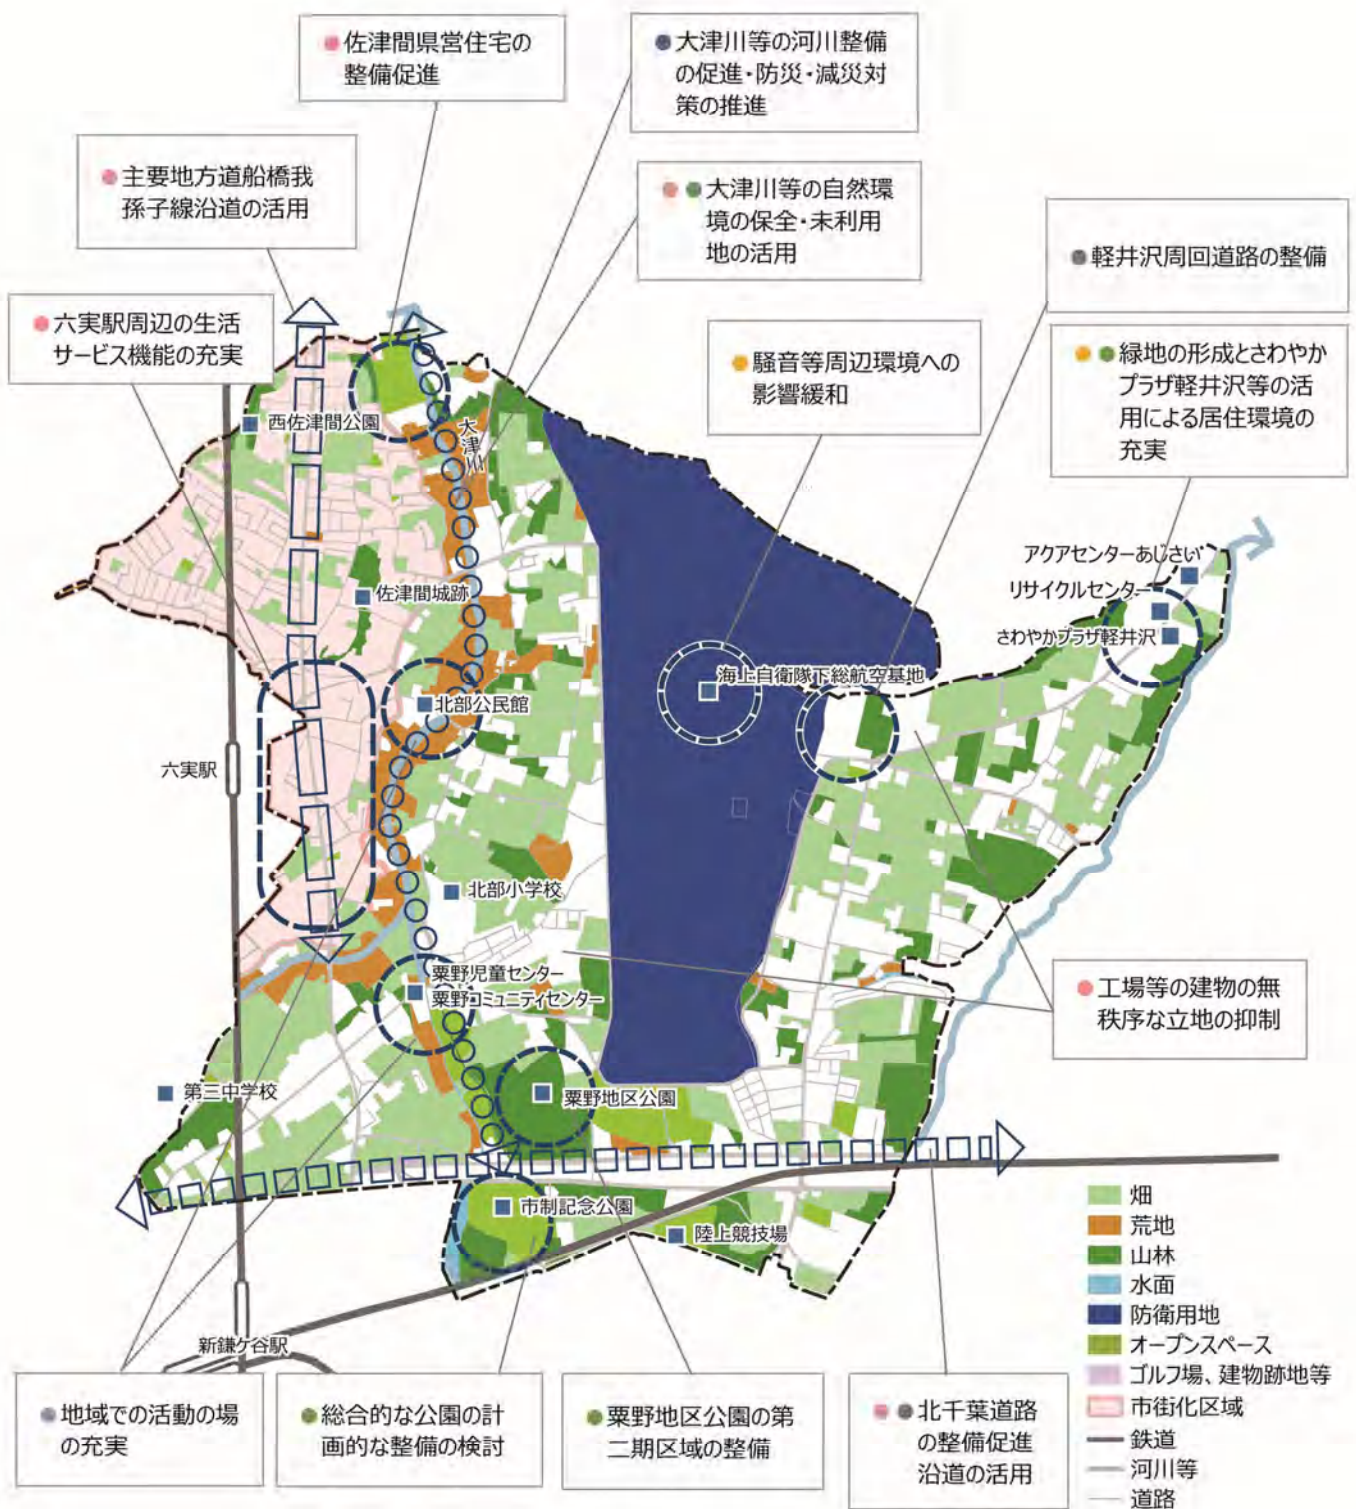 佐津間県営住宅の
整備促進
大津川等の河川整備
の促進・防災・減災対
策の推進
主要地方道船橋我
孫子線沿道の活用
大津川等の自然環
境の保全・未利用
地の活用
軽井沢周回道路の整備
六実駅周辺の生活
サービス機能の充実
騒音等周辺環境への
影響緩和
緑地の形成とさわやか
プラザ軽井沢等の活
用による居住環境の
充実
西佐津間公園
大津川
アクアセンターあじさい
リサイクルセンター
さわやかプラザ軽井沢
佐津間城跡
海上自衛隊下総航空基地
北部公民館
六実駅
北部小学校
粟野児童センター
粟野コミュニティセンター
工場等の建物の無
秩序な立地の抑制
第三中学校
粟野地区公園
市制記念公園
陸上競技場
新鎌ケ谷駅
地域での活動の場
の充実
総合的な公園の計
画的な整備の検討
粟野地区公園の第
二期区域の整備
北千葉道路
の整備促進
沿道の活用
畑
荒地
山林
水面
防衛用地
オープンスペース
ゴルフ場、建物跡地等
市街化区域
鉄道
河川等
道路